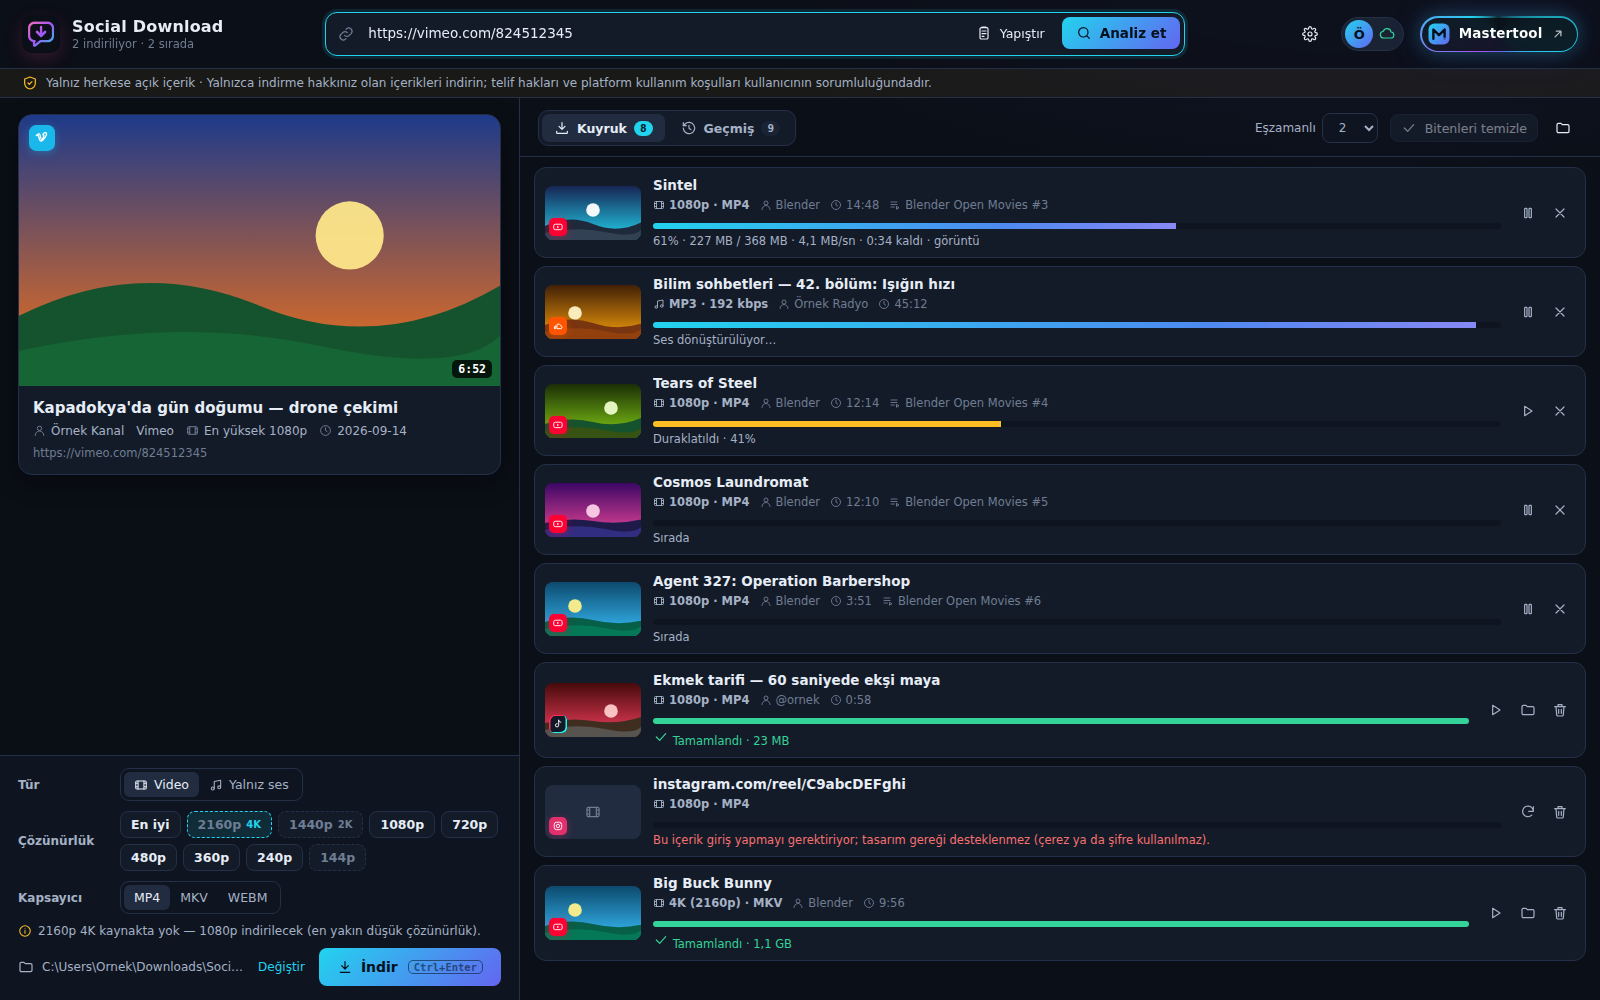 Social Download
2 indiriliyor · 2 sırada
https://vimeo.com/824512345
Yapıştır
Analiz et
Ö
Mastertool
Yalnız herkese açık içerik · Yalnızca indirme hakkınız olan içerikleri indirin; telif hakları ve platform kullanım koşulları kullanıcının sorumluluğundadır.
6:52
Kapadokya'da gün doğumu — drone çekimi
Örnek Kanal Vimeo En yüksek 1080p 2026-09-14
https://vimeo.com/824512345
Tür
Video
Yalnız ses
Çözünürlük
En iyi 2160p 4K 1440p 2K 1080p 720p
480p 360p 240p 144p
Kapsayıcı
MP4 MKV WEBM
2160p 4K kaynakta yok — 1080p indirilecek (en yakın düşük çözünürlük).
C:\Users\Ornek\Downloads\Soci…
Değiştir
İndir Ctrl+Enter
Kuyruk 8
Geçmiş 9
Eşzamanlı 2
Bitenleri temizle
Sintel
1080p · MP4 Blender 14:48 Blender Open Movies #3
61% · 227 MB / 368 MB · 4,1 MB/sn · 0:34 kaldı · görüntü
Bilim sohbetleri — 42. bölüm: Işığın hızı
MP3 · 192 kbps Örnek Radyo 45:12
Ses dönüştürülüyor…
Tears of Steel
1080p · MP4 Blender 12:14 Blender Open Movies #4
Duraklatıldı · 41%
Cosmos Laundromat
1080p · MP4 Blender 12:10 Blender Open Movies #5
Sırada
Agent 327: Operation Barbershop
1080p · MP4 Blender 3:51 Blender Open Movies #6
Sırada
Ekmek tarifi — 60 saniyede ekşi maya
1080p · MP4 @ornek 0:58
Tamamlandı · 23 MB
instagram.com/reel/C9abcDEFghi
1080p · MP4
Bu içerik giriş yapmayı gerektiriyor; tasarım gereği desteklenmez (çerez ya da şifre kullanılmaz).
Big Buck Bunny
4K (2160p) · MKV Blender 9:56
Tamamlandı · 1,1 GB